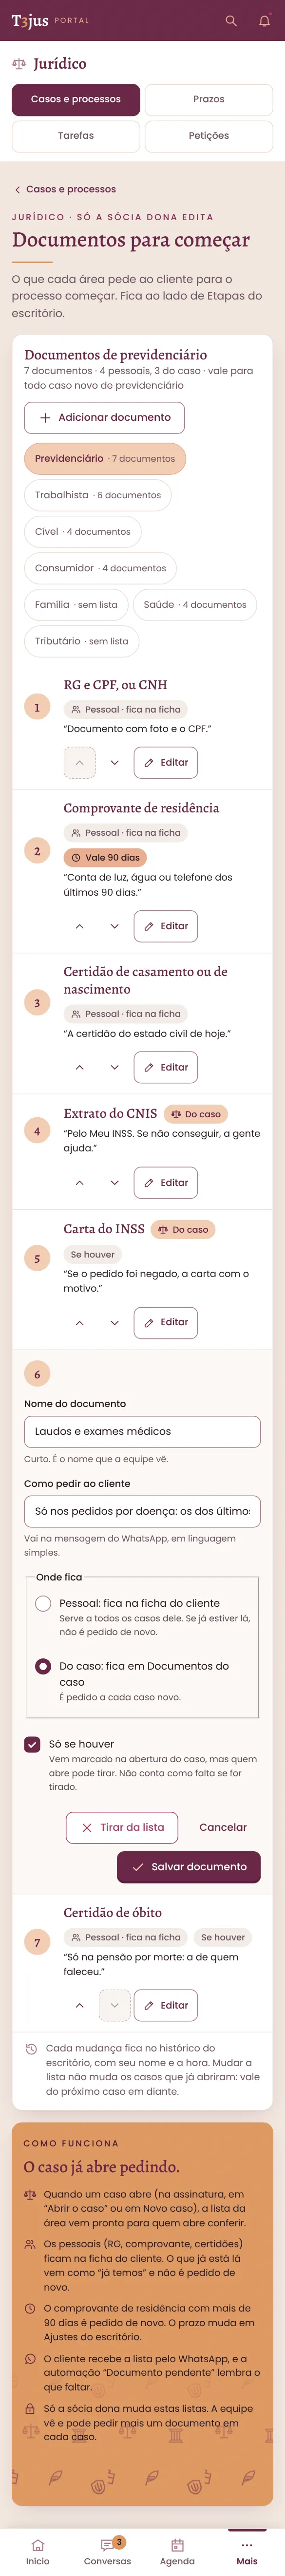 T3jus PORTAL
Jurídico
Casos e processos
Prazos
Tarefas
Petições
Casos e processos
JURÍDICO · SÓ A SÓCIA DONA EDITA
Documentos para começar
O que cada área pede ao cliente para o
processo começar. Fica ao lado de Etapas do
escritório.
Documentos de previdenciário
7 documentos · 4 pessoais, 3 do caso · vale para
todo caso novo de previdenciário
Adicionar documento
Previdenciário · 7 documentos
Trabalhista · 6 documentos
Cível · 4 documentos
Consumidor · 4 documentos
Família · sem lista
Saúde · 4 documentos
Tributário · sem lista
1
RG e CPF, ou CNH
Pessoal · fica na ficha
“Documento com foto e o CPF.”
Editar
2
Comprovante de residência
Pessoal · fica na ficha
Vale 90 dias
“Conta de luz, água ou telefone dos
últimos 90 dias.”
Editar
3
Certidão de casamento ou de
nascimento
Pessoal · fica na ficha
“A certidão do estado civil de hoje.”
Editar
4
Extrato do CNIS
Do caso
“Pelo Meu INSS. Se não conseguir, a gente
ajuda.”
Editar
5
Carta do INSS
Do caso
Se houver
“Se o pedido foi negado, a carta com o
motivo.”
Editar
6
Nome do documento
Laudos e exames médicos
Curto. É o nome que a equipe vê.
Como pedir ao cliente
Só nos pedidos por doença: os dos último
Vai na mensagem do WhatsApp, em linguagem
simples.
Onde fica
Pessoal: fica na ficha do cliente
Serve a todos os casos dele. Se já estiver lá,
não é pedido de novo.
Do caso: fica em Documentos do
caso
É pedido a cada caso novo.
Só se houver
Vem marcado na abertura do caso, mas quem
abre pode tirar. Não conta como falta se for
tirado.
Tirar da lista
Cancelar
Salvar documento
7
Certidão de óbito
Pessoal · fica na ficha
Se houver
“Só na pensão por morte: a de quem
faleceu.”
Editar
Cada mudança fica no histórico do
escritório, com seu nome e a hora. Mudar a
lista não muda os casos que já abriram: vale
do próximo caso em diante.
COMO FUNCIONA
O caso já abre pedindo.
Quando um caso abre (na assinatura, em
“Abrir o caso” ou em Novo caso), a lista da
área vem pronta para quem abre conferir.
Os pessoais (RG, comprovante, certidões)
ficam na ficha do cliente. O que já está lá
vem como “já temos” e não é pedido de
novo.
O comprovante de residência com mais de
90 dias é pedido de novo. O prazo muda em
Ajustes do escritório.
O cliente recebe a lista pelo WhatsApp, e a
automação “Documento pendente” lembra o
que faltar.
Só a sócia dona muda estas listas. A equipe
vê e pode pedir mais um documento em
cada caso.
Início
Conversas
3
Agenda
Mais